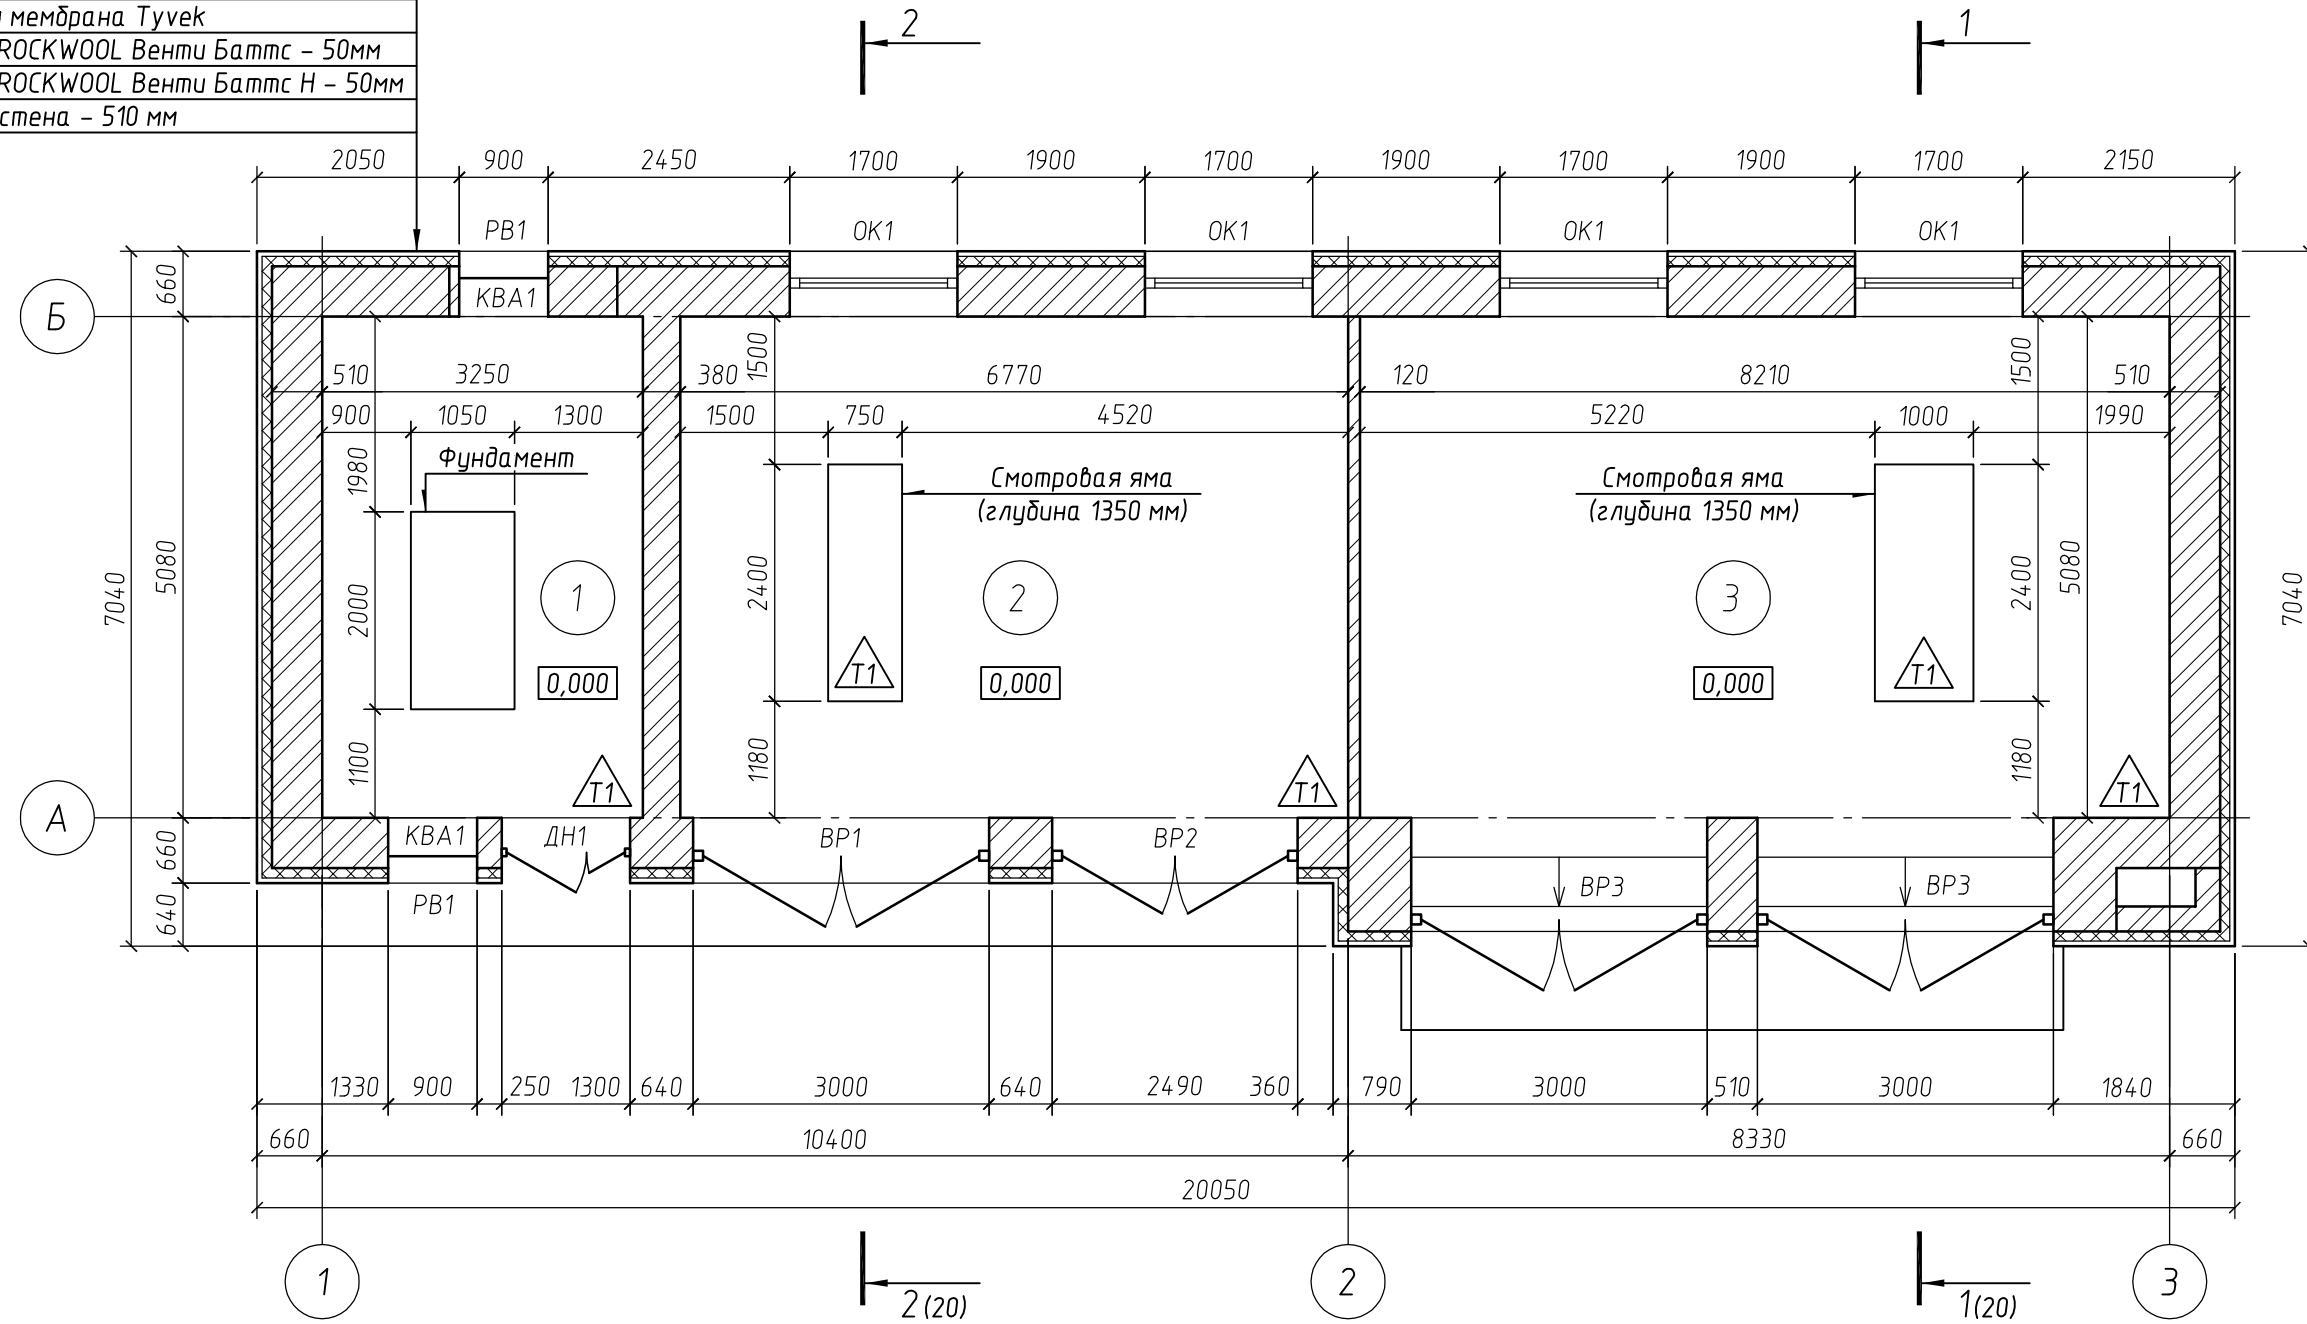 мембрана Tyvek
ROCKWOOL Венти Баттс – 50мм
ROCKWOOL Венти Баттс Н – 50мм
стена – 510 мм
2
1
2050 900 2450 1700 1900 1700 1900 1700 1900 1700 2150
РВ1 ОК1 ОК1 ОК1 ОК1
660
КВА1
Б
510 3250 380 1500 6770 120 8210 1500 510
900 1050 1300 1500 750 4520 5220 1000 1990
1980
Фундамент
Смотровая яма
(глубина 1350 мм)
Смотровая яма
(глубина 1350 мм)
7040 5080 2000 1 2400 2 3 2400 5080 7040
0,000 Т1 0,000 0,000 Т1
1100 Т1 1180 Т1 1180 Т1
А
660 КВА1 ДН1 ВР1 ВР2
640 РВ1 ВР3 ВР3
1330 900 250 1300 640 3000 640 2490 360 790 3000 510 3000 1840
660 10400 8330 660
20050
1 2 3
2 (20)
1(20)